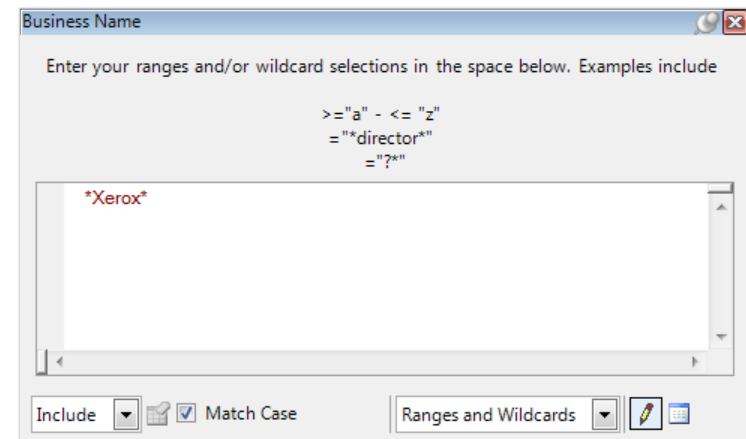 Business Name
Enter your ranges and/or wildcard selections in the space below. Examples include
>="a" - <= "z"
="*director*"
="?*"
*Xerox*
Include Match Case Ranges and Wildcards